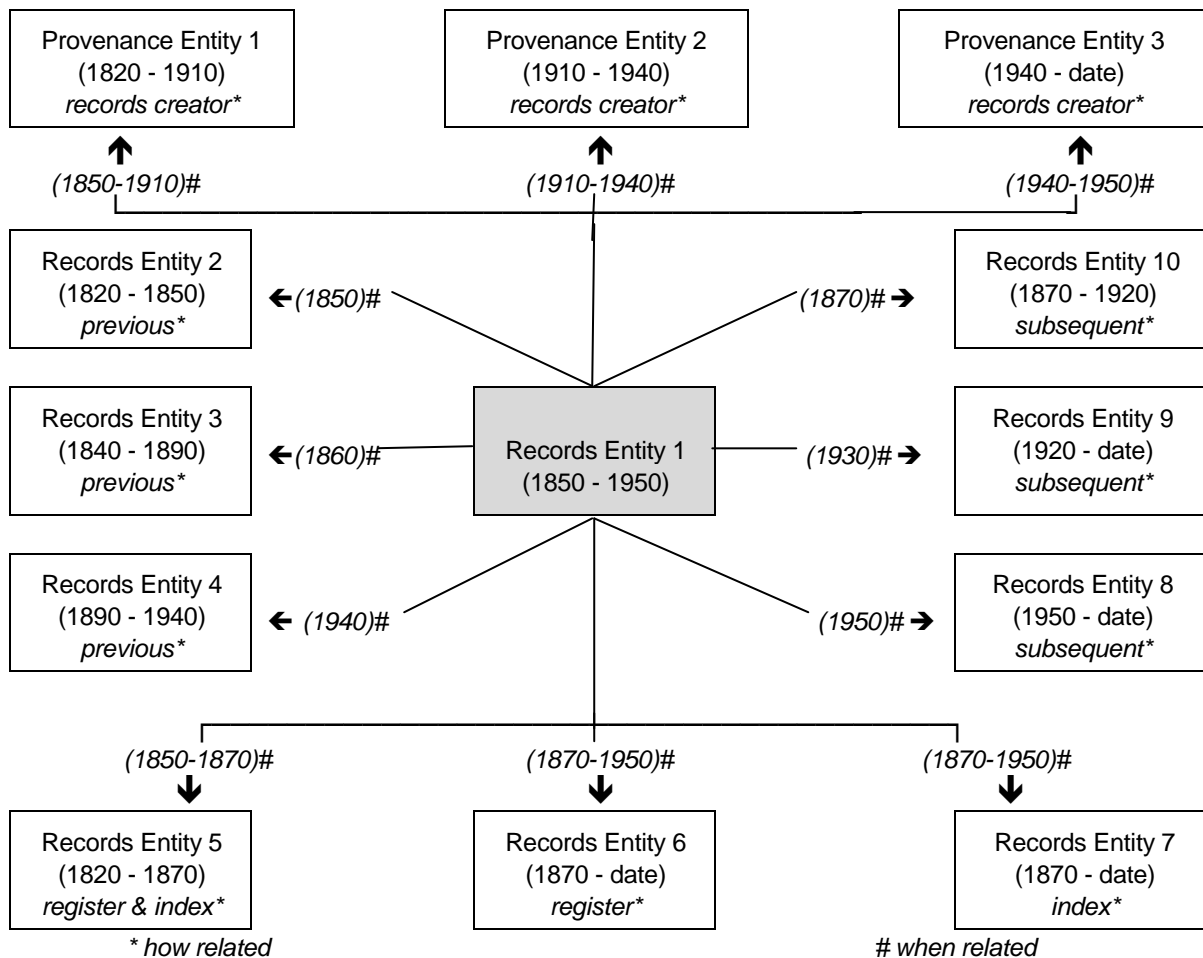 Provenance Entity 1
(1820 - 1910)
records creator*
Provenance Entity 2
(1910 - 1940)
records creator*
Provenance Entity 3
(1940 - date)
records creator*
(1850-1910)#
(1910-1940)#
(1940-1950)#
Records Entity 2
(1820 - 1850)
previous*
(1850)#
(1870)#
Records Entity 10
(1870 - 1920)
subsequent*
Records Entity 3
(1840 - 1890)
previous*
(1860)#
Records Entity 1
(1850 - 1950)
(1930)#
Records Entity 9
(1920 - date)
subsequent*
Records Entity 4
(1890 - 1940)
previous*
(1940)#
(1950)#
Records Entity 8
(1950 - date)
subsequent*
(1850-1870)#
(1870-1950)#
(1870-1950)#
Records Entity 5
(1820 - 1870)
register & index*
Records Entity 6
(1870 - date)
register*
Records Entity 7
(1870 - date)
index*
* how related
# when related